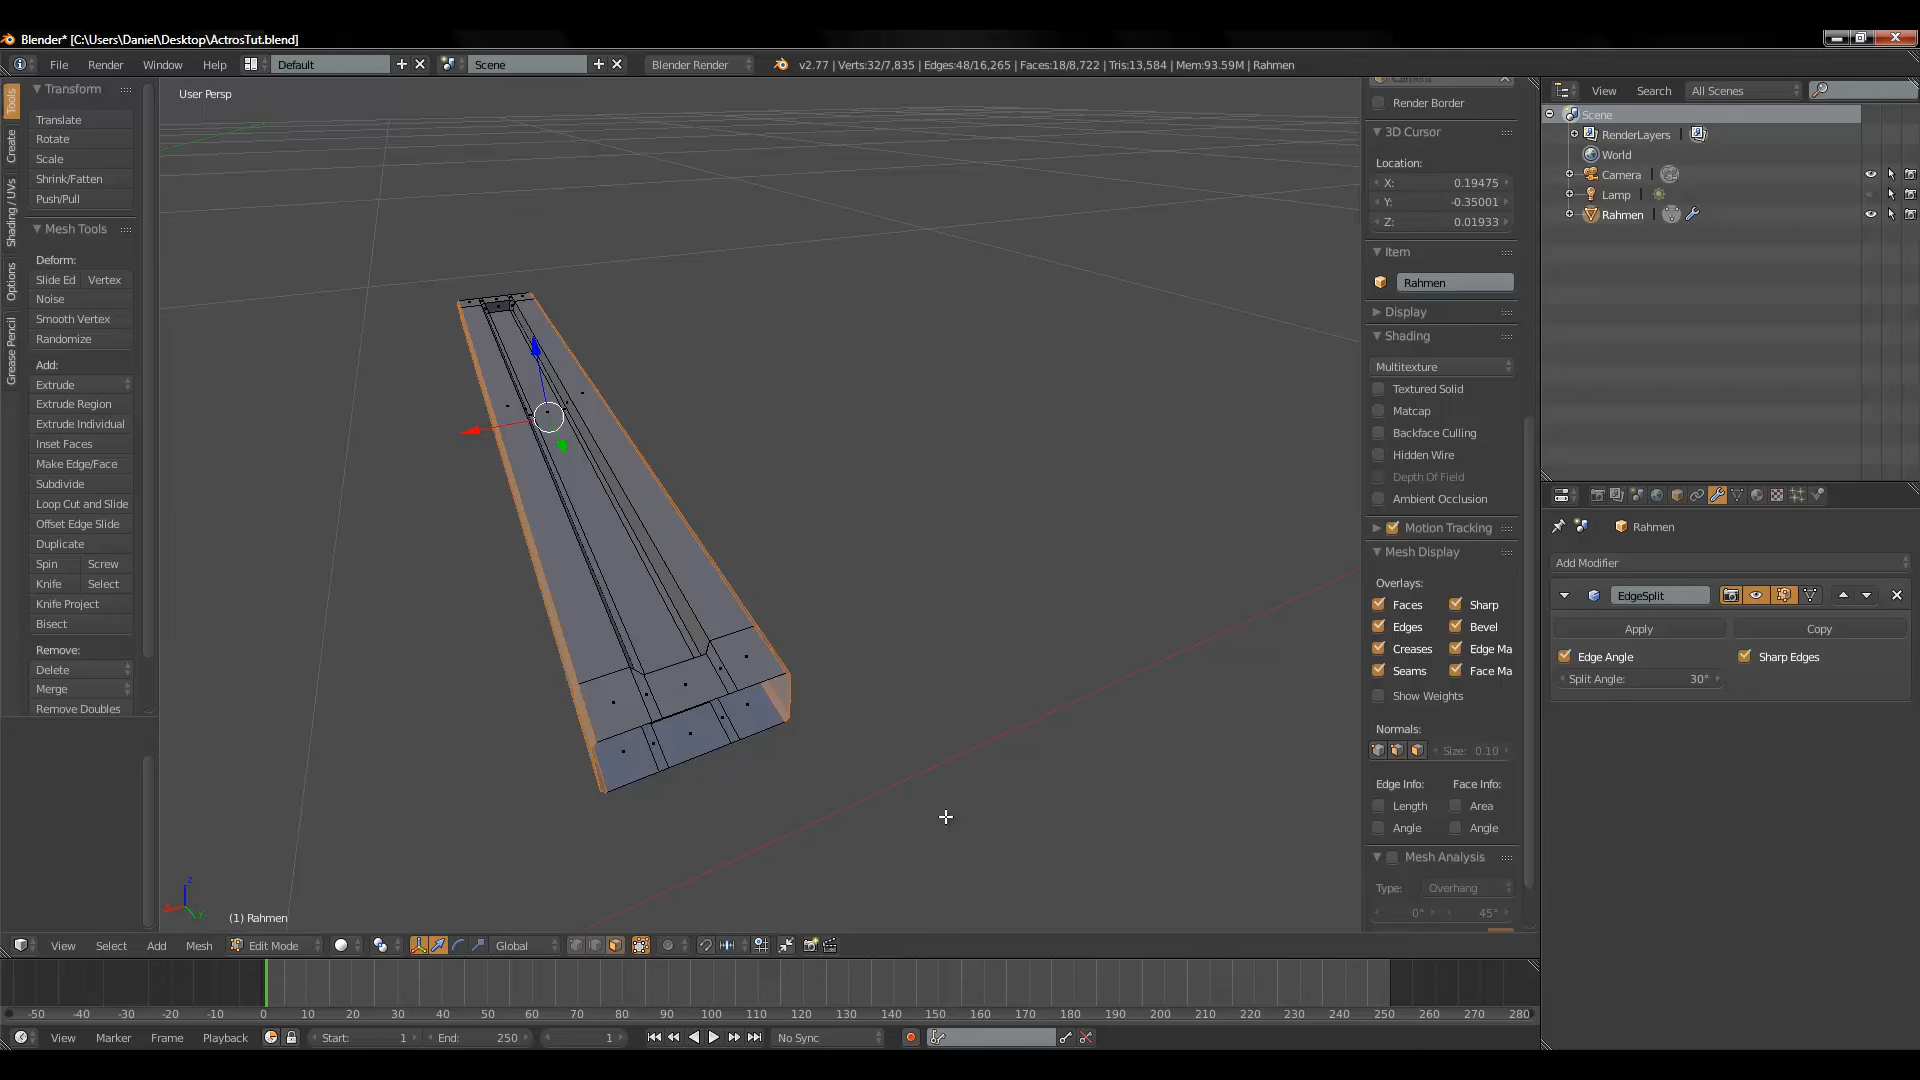 Blender* [C:\Users\Daniel\Desktop\ActrosTut.blend]
File Render Window Help Default Scene Blender Render v2.77 | Verts:32/7,835 | Edges:48/16,265 | Faces:18/8,722 | Tris:13,584 | Mem:93.59M | Rahmen
Tools
Create
Shading / UVs
Options
Grease Pencil
Transform
Translate
Rotate
Scale
Shrink/Fatten
Push/Pull
Mesh Tools
Deform:
Slide Ed Vertex
Noise
Smooth Vertex
Randomize
Add:
Extrude
Extrude Region
Extrude Individual
Inset Faces
Make Edge/Face
Subdivide
Loop Cut and Slide
Offset Edge Slide
Duplicate
Spin Screw
Knife Select
Knife Project
Bisect
Remove:
Delete
Merge
Remove Doubles
User Persp
z
y
(1) Rahmen
Camera
Render Border
3D Cursor
Location:
X: 0.19475
Y: -0.35001
Z: 0.01933
Item
Rahmen
Display
Shading
Multitexture
Textured Solid
Matcap
Backface Culling
Hidden Wire
Depth Of Field
Ambient Occlusion
Motion Tracking
Mesh Display
Overlays:
Faces Sharp
Edges Bevel
Creases Edge Ma
Seams Face Ma
Show Weights
Normals:
Size: 0.10
Edge Info: Face Info:
Length Area
Angle Angle
Mesh Analysis
Type: Overhang
0° 45°
View Search All Scenes
Scene
RenderLayers
World
Camera
Lamp
Rahmen
Rahmen
Add Modifier
EdgeSplit
Apply Copy
Edge Angle Sharp Edges
Split Angle: 30°
View Select Add Mesh Edit Mode Global
-50 -40 -30 -20 -10 0 10 20 30 40 50 60 70 80 90 100 110 120 130 140 150 160 170 180 190 200 210 220 230 240 250 260 270 280
View Marker Frame Playback Start: 1 End: 250 1 No Sync